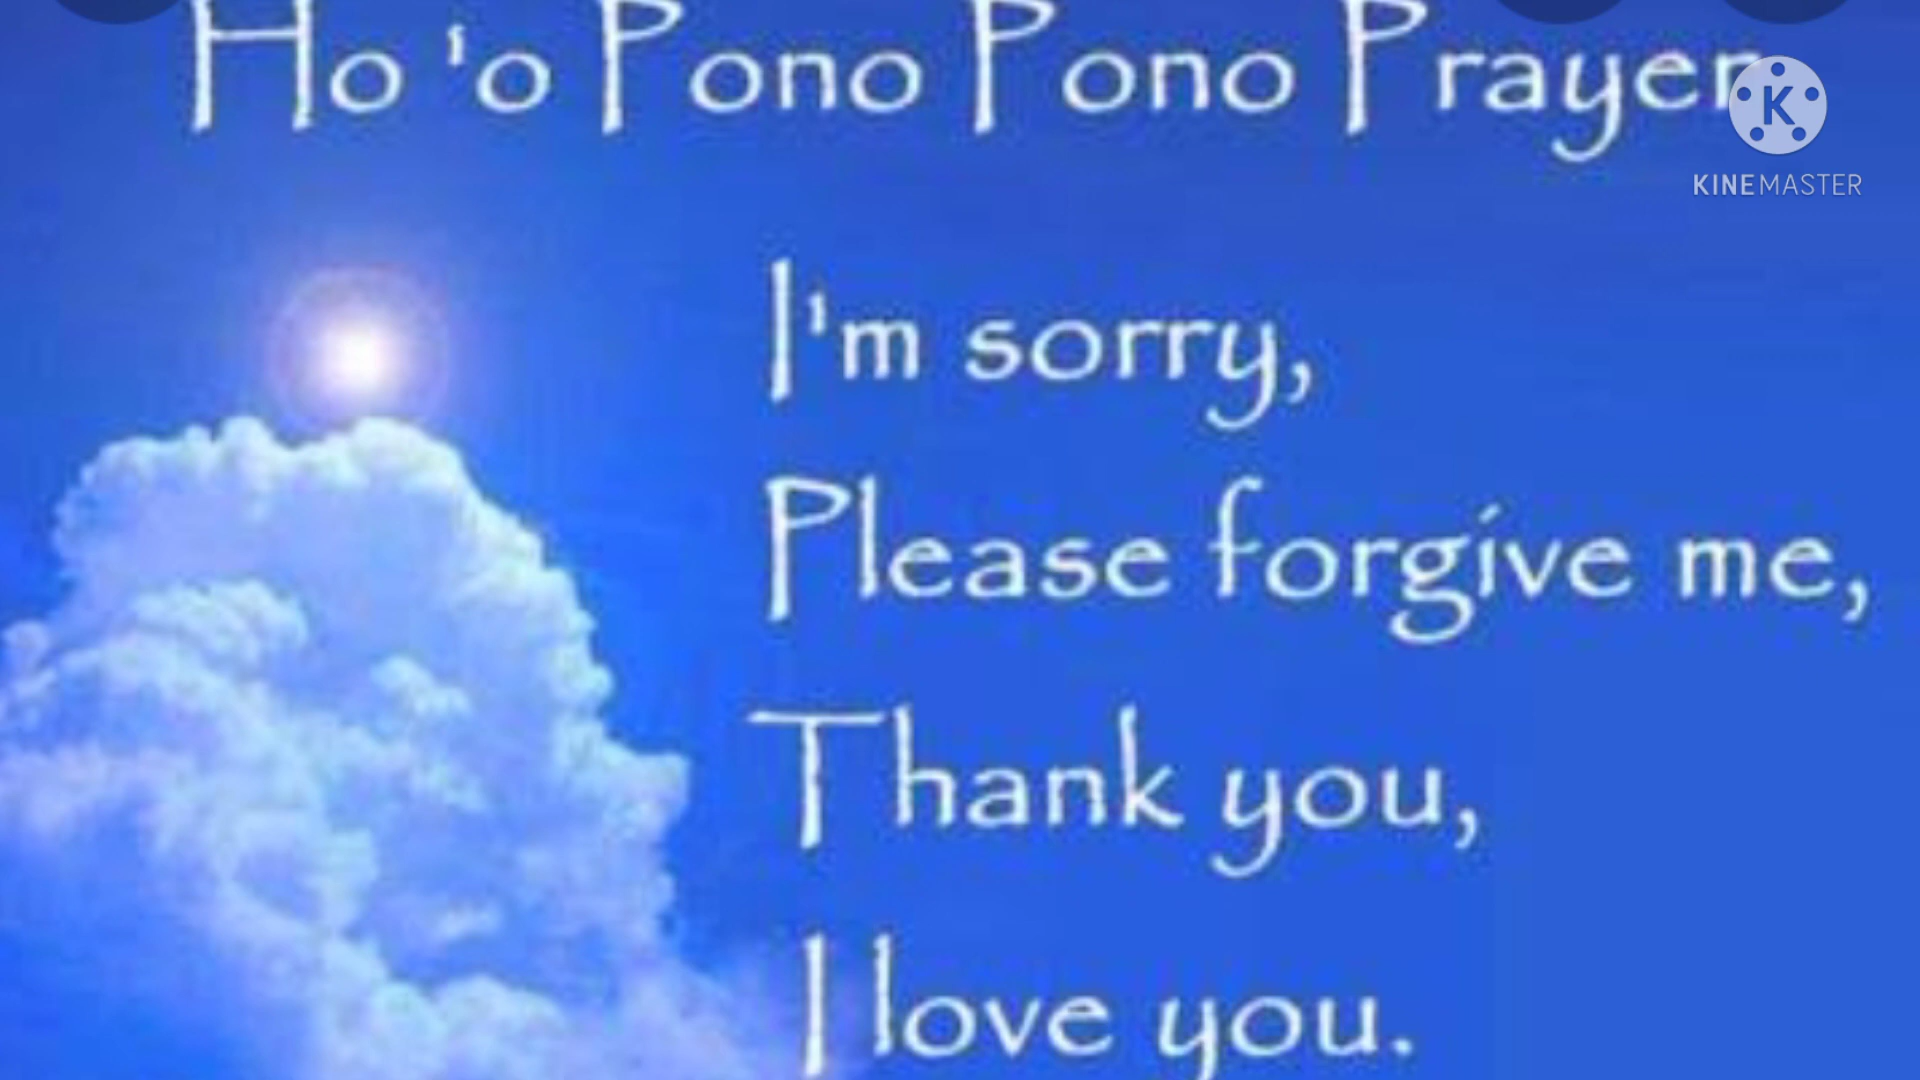 Ho 'o Pono Pono Prayer
K
KINEMASTER
I'm sorry,
Please forgive me,
Thank you,
I love you.